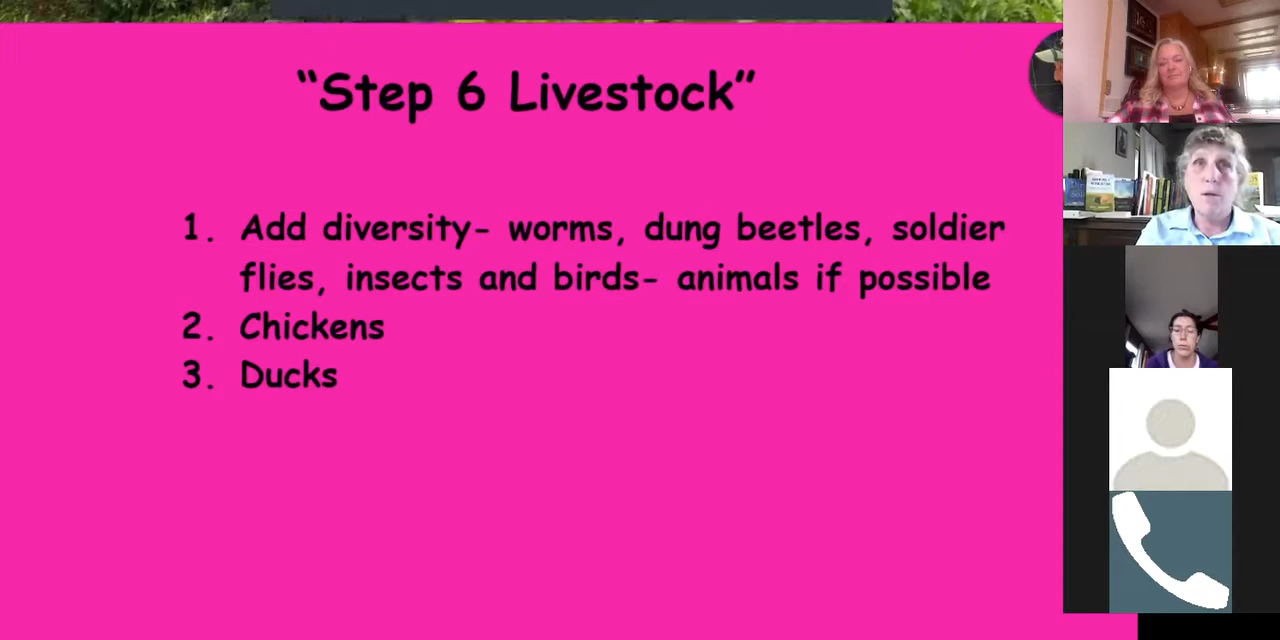 “Step 6 Livestock”
1. Add diversity- worms, dung beetles, soldier
flies, insects and birds- animals if possible
2. Chickens
3. Ducks